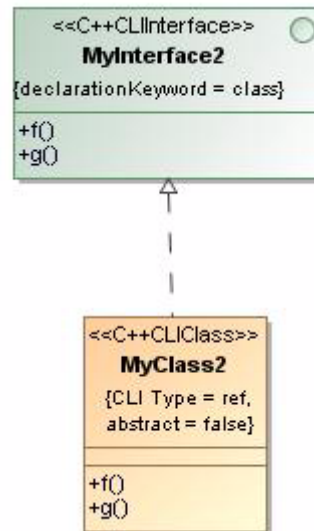 <<C++CLIInterface>>
MyInterface2
{declarationKeyword = class}
+f()
+g()
<<C++CLIClass>>
MyClass2
{CLI Type = ref,
abstract = false}
+f()
+g()